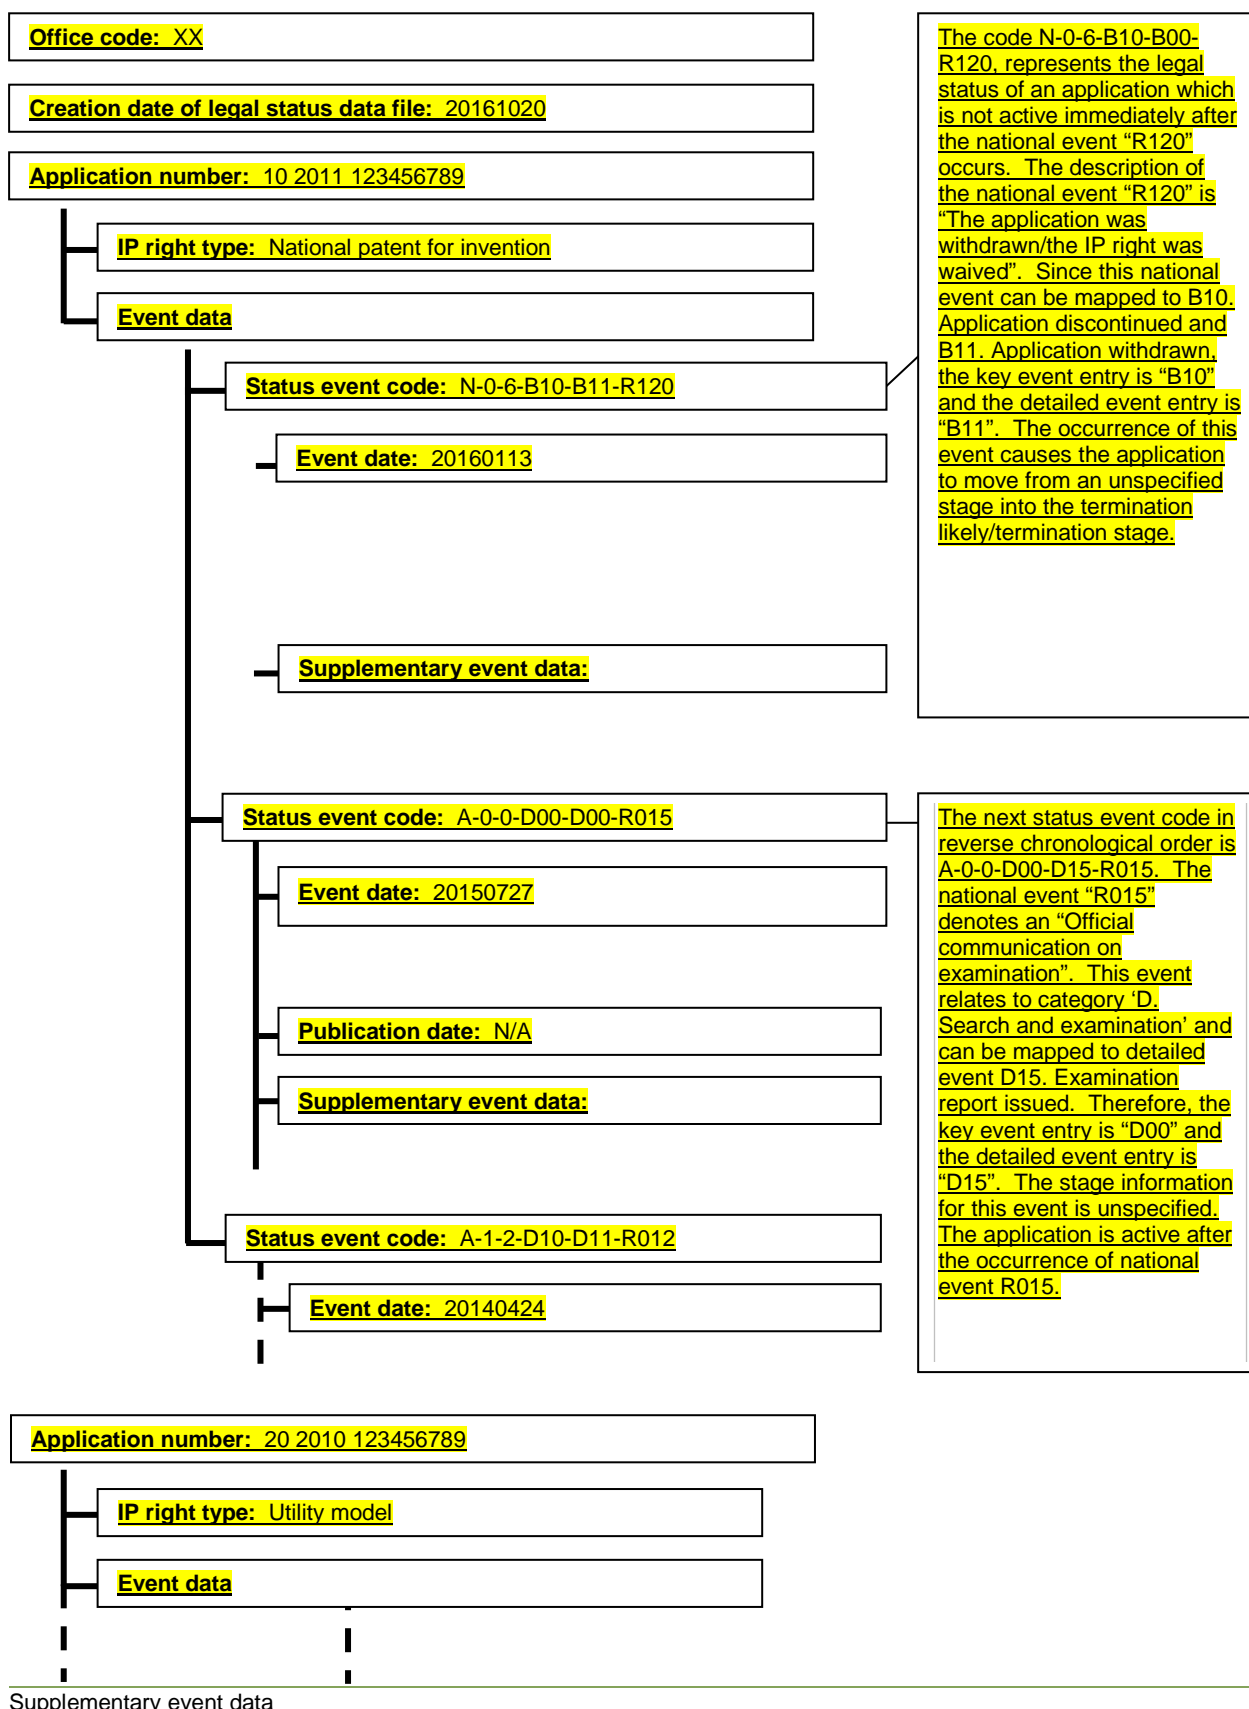 Office code: XX
Creation date of legal status data file: 20161020
Application number: 10 2011 123456789
IP right type: National patent for invention
Event data
Status event code: N-0-6-B10-B11-R120
Event date: 20160113
Supplementary event data:
The code N-0-6-B10-B00-
R120, represents the legal
status of an application which
is not active immediately after
the national event “R120”
occurs. The description of
the national event “R120” is
“The application was
withdrawn/the IP right was
waived”. Since this national
event can be mapped to B10.
Application discontinued and
B11. Application withdrawn,
the key event entry is “B10”
and the detailed event entry is
“B11”. The occurrence of this
event causes the application
to move from an unspecified
stage into the termination
likely/termination stage.
Status event code: A-0-0-D00-D00-R015
Event date: 20150727
Publication date: N/A
Supplementary event data:
The next status event code in
reverse chronological order is
A-0-0-D00-D15-R015. The
national event “R015”
denotes an “Official
communication on
examination”. This event
relates to category ‘D.
Search and examination’ and
can be mapped to detailed
event D15. Examination
report issued. Therefore, the
key event entry is “D00” and
the detailed event entry is
“D15”. The stage information
for this event is unspecified.
The application is active after
the occurrence of national
event R015.
Status event code: A-1-2-D10-D11-R012
Event date: 20140424
Application number: 20 2010 123456789
IP right type: Utility model
Event data
Supplementary event data